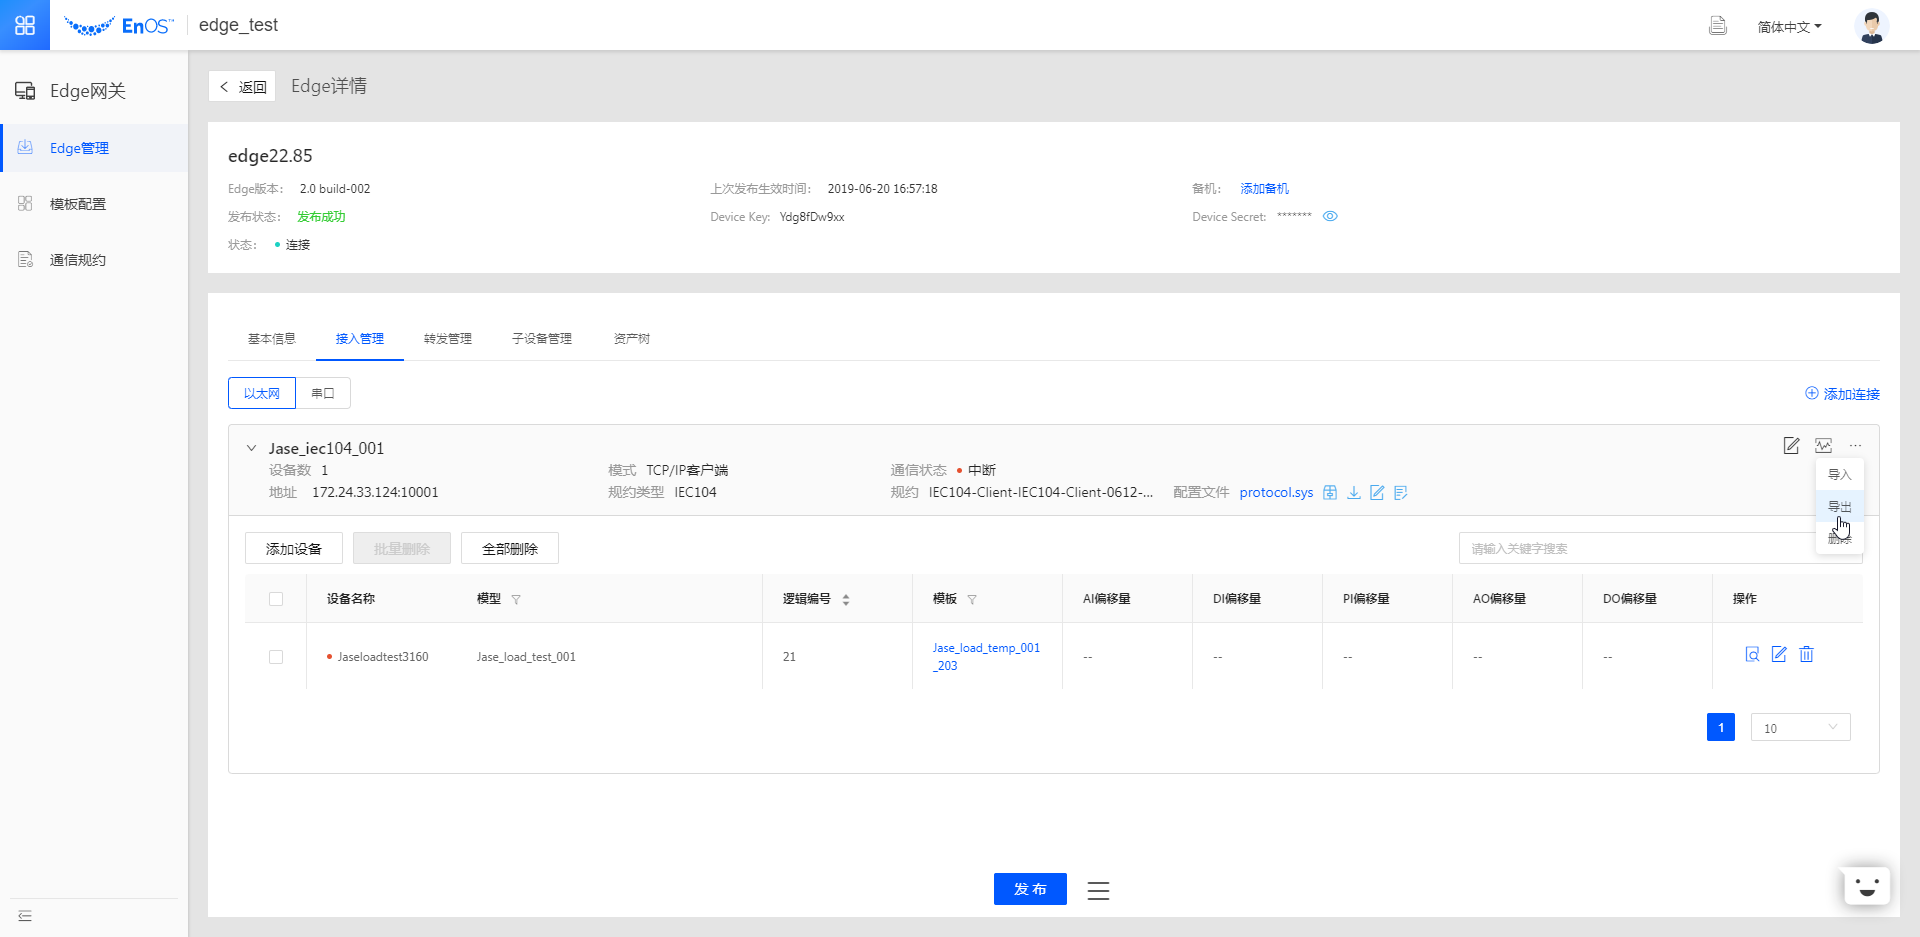 EnOS™
edge_test
简体中文
Edge网关
Edge管理
模板配置
通信规约
返回
Edge详情
edge22.85
Edge版本: 2.0 build-002
上次发布生效时间: 2019-06-20 16:57:18
备机: 添加备机
发布状态: 发布成功
Device Key: Ydg8fDw9xx
Device Secret: *******
状态: 连接
基本信息 接入管理 转发管理 子设备管理 资产树
以太网 串口
添加连接
Jase_iec104_001
设备数 1
模式 TCP/IP客户端
通信状态 中断
地址 172.24.33.124:10001
规约类型 IEC104
规约 IEC104-Client-IEC104-Client-0612-...
配置文件 protocol.sys
导入
导出
删除
添加设备 批量删除 全部删除
请输入关键字搜索
设备名称 模型 逻辑编号 模板 AI偏移量 DI偏移量 PI偏移量 AO偏移量 DO偏移量 操作
Jaseloadtest3160 Jase_load_test_001 21 Jase_load_temp_001 -- -- -- -- --
_203
1 10
发布